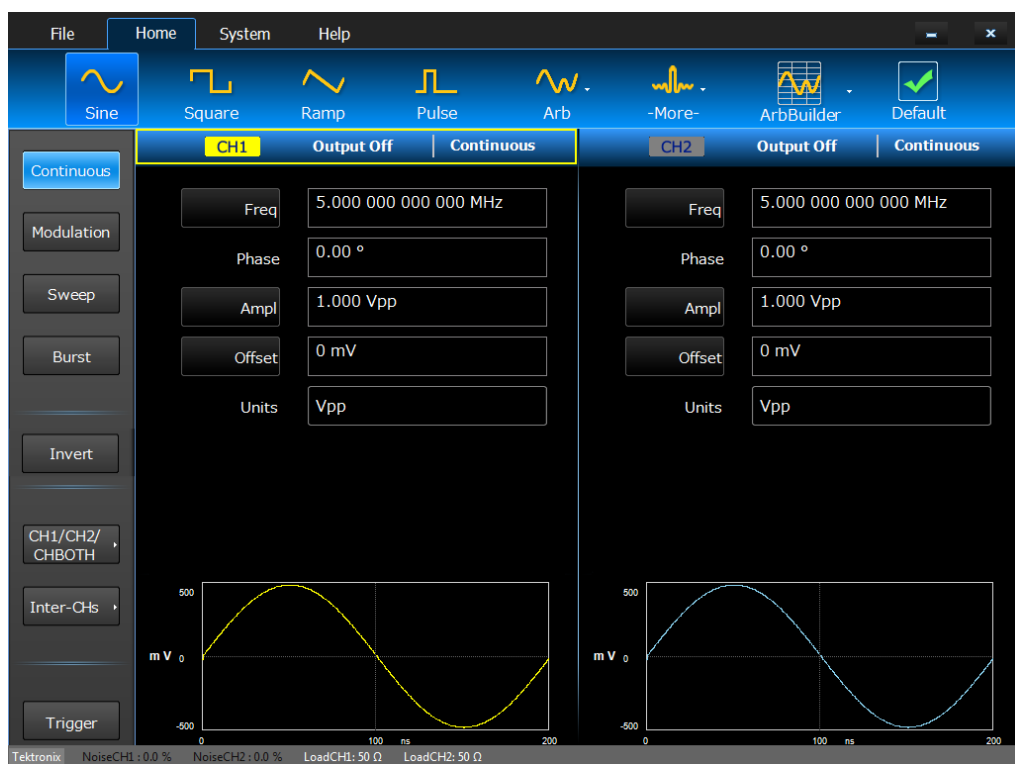 File Home System Help
Sine Square Ramp Pulse Arb -More- ArbBuilder Default
Continuous
Modulation
Sweep
Burst
Invert
CH1/CH2/
CHBOTH
Inter-CHs
Trigger
CH1 Output Off Continuous
Freq 5.000 000 000 000 MHz
Phase 0.00 °
Ampl 1.000 Vpp
Offset 0 mV
Units Vpp
500
m V 0
-500
0 100 ns 200
CH2 Output Off Continuous
Freq 5.000 000 000 000 MHz
Phase 0.00 °
Ampl 1.000 Vpp
Offset 0 mV
Units Vpp
500
m V 0
-500
0 100 ns 200
Tektronix NoiseCH1 : 0.0 % NoiseCH2 : 0.0 % LoadCH1: 50 Ω LoadCH2: 50 Ω